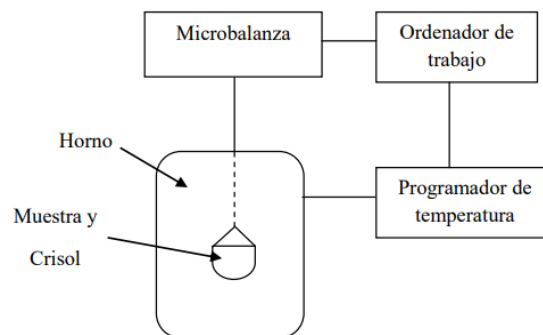 Microbalanza
Ordenador de
trabajo
Horno
Programador de
temperatura
Muestra y
Crisol